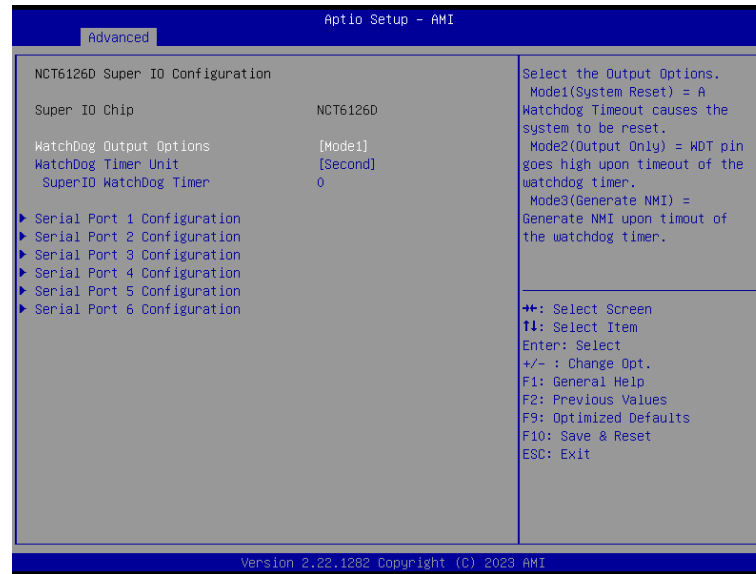 Aptio Setup - AMI
Advanced
NCT6126D Super IO Configuration
Super IO Chip NCT6126D
WatchDog Output Options [Mode1]
WatchDog Timer Unit [Second]
SuperIO WatchDog Timer 0
Serial Port 1 Configuration
Serial Port 2 Configuration
Serial Port 3 Configuration
Serial Port 4 Configuration
Serial Port 5 Configuration
Serial Port 6 Configuration
Select the Output Options.
Mode1(System Reset) = A
Watchdog Timeout causes the
system to be reset.
Mode2(Output Only) = WDT pin
goes high upon timeout of the
watchdog timer.
Mode3(Generate NMI) =
Generate NMI upon timout of
the watchdog timer.
→←: Select Screen
↑↓: Select Item
Enter: Select
+/- : Change Opt.
F1: General Help
F2: Previous Values
F9: Optimized Defaults
F10: Save & Reset
ESC: Exit
Version 2.22.1282 Copyright (C) 2023 AMI